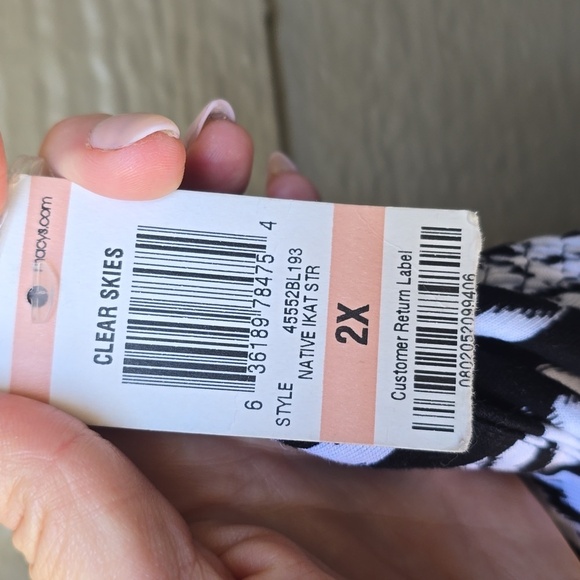 macys.com
CLEAR SKIES
6 36189 78475 4
STYLE 45552BL193
NATIVE IKAT STR
2X
Customer Return Label
0802052099406